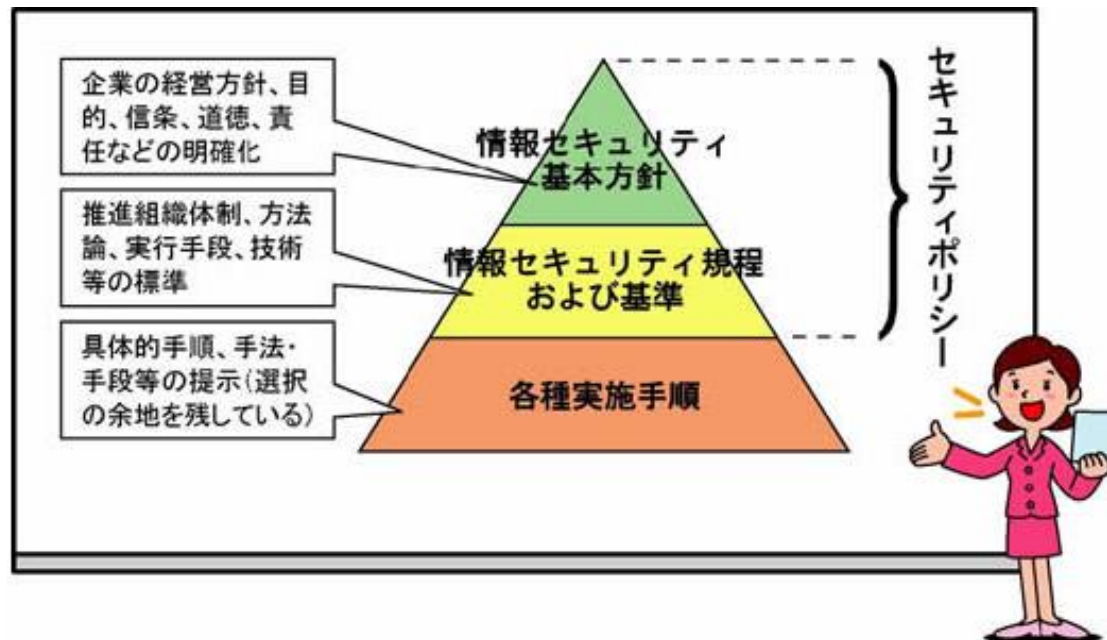 企業の経営方針、目
的、信条、道徳、責
任などの明確化
情報セキュリティ
基本方針
推進組織体制、方法
論、実行手段、技術
等の標準
情報セキュリティ規程
および基準
具体的手順、手法・
手段等の提示(選択
の余地を残している)
各種実施手順
セキュリティポリシー